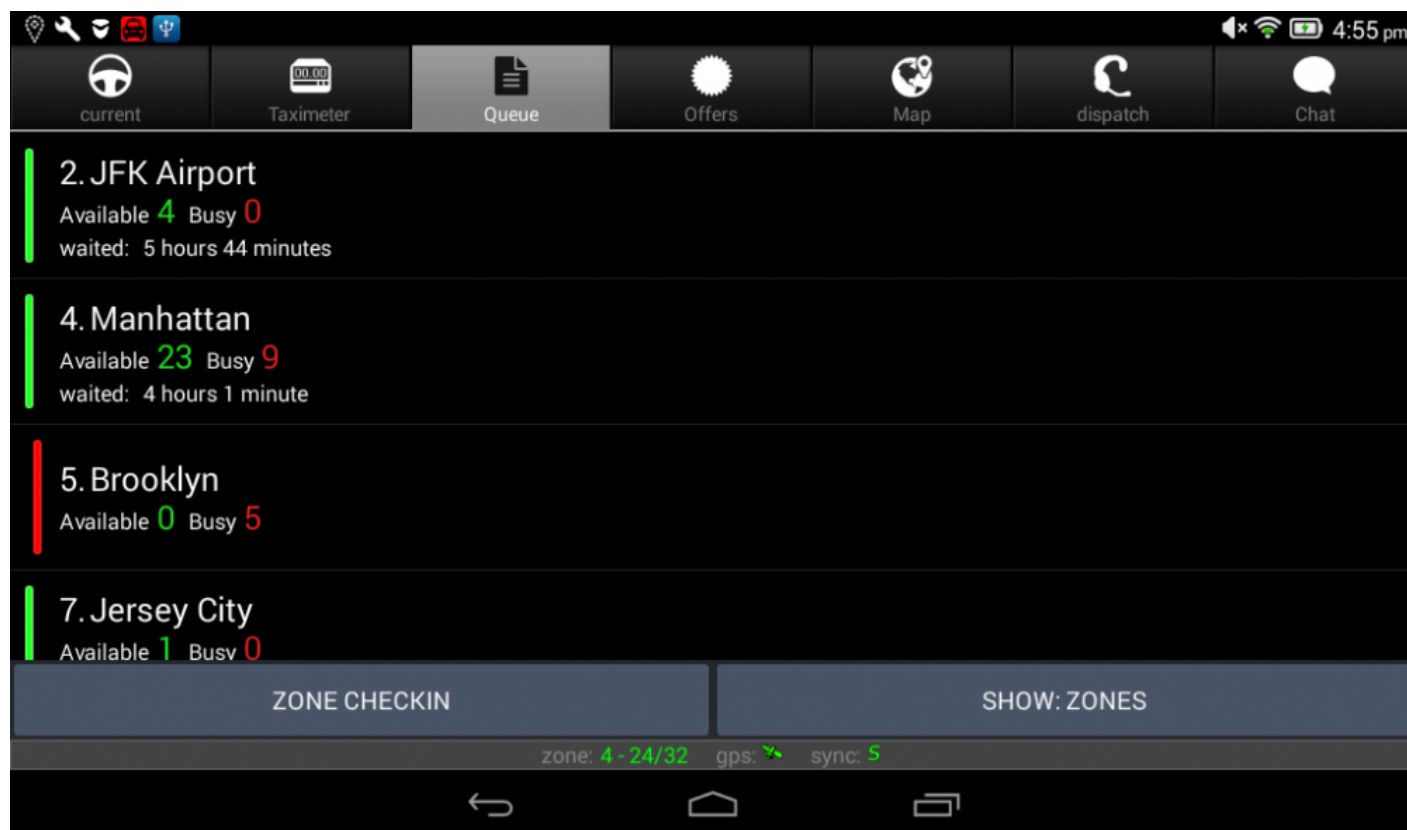 4:55 pm
00.00
current Taximeter Queue Offers Map dispatch Chat
2. JFK Airport
Available 4 Busy 0
waited: 5 hours 44 minutes
4. Manhattan
Available 23 Busy 9
waited: 4 hours 1 minute
5. Brooklyn
Available 0 Busy 5
7. Jersey City
Available 1 Busy 0
ZONE CHECKIN SHOW: ZONES
zone: 4 - 24/32 gps: sync: S